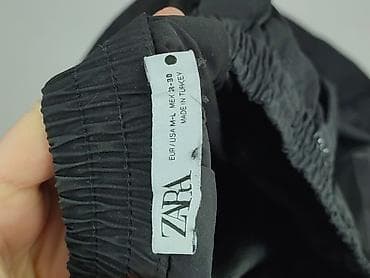 ZARA
EUR / USA M-L MEX 28-30
MADE IN TURKEY